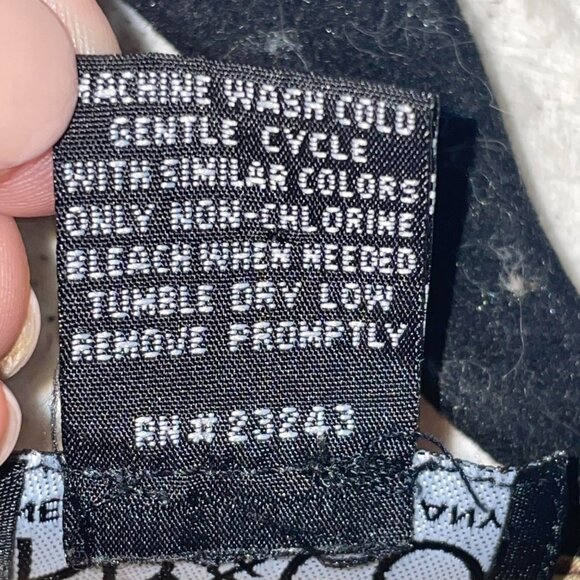 MACHINE WASH COLD
GENTLE CYCLE
WITH SIMILAR COLORS
ONLY NON-CHLORINE
BLEACH WHEN NEEDED
TUMBLE DRY LOW
REMOVE PROMPTLY
RN# 23243